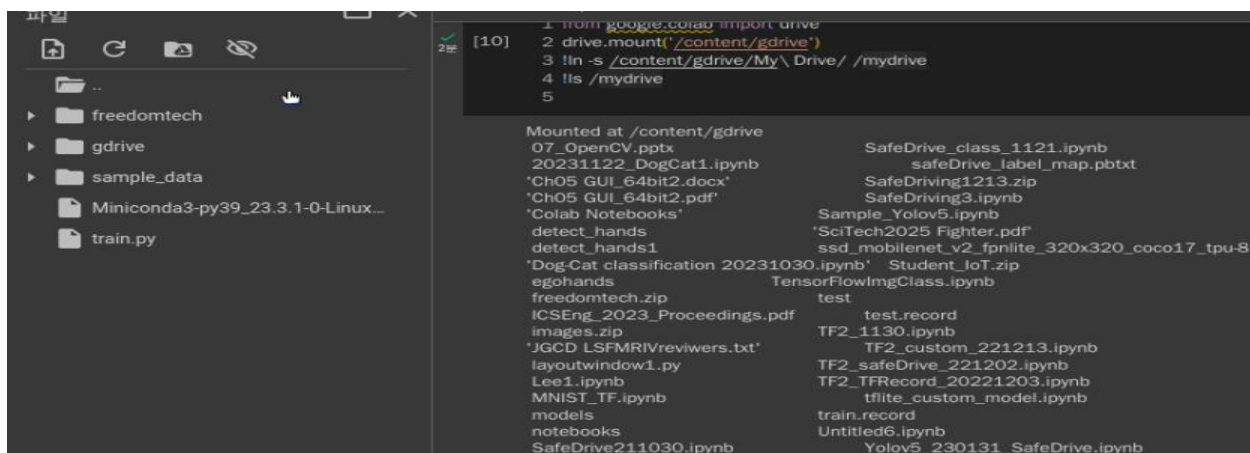 파일
..
freedomtech
gdrive
sample_data
Miniconda3-py39_23.3.1-0-Linux...
train.py
2분 [10]
1 from google.colab import drive
2 drive.mount('/content/gdrive')
3 !ln -s /content/gdrive/My\ Drive/ /mydrive
4 !ls /mydrive
5
Mounted at /content/gdrive
07_OpenCV.pptx SafeDrive_class_1121.ipynb
20231122_DogCat1.ipynb safeDrive_label_map.pbtxt
'Ch05 GUI_64bit2.docx' SafeDriving1213.zip
'Ch05 GUI_64bit2.pdf' SafeDriving3.ipynb
'Colab Notebooks' Sample_Yolov5.ipynb
detect_hands 'SciTech2025 Fighter.pdf'
detect_hands1 ssd_mobilenet_v2_fpnlite_320x320_coco17_tpu-8
'Dog-Cat classification 20231030.ipynb' Student_IoT.zip
egohands TensorFlowImgClass.ipynb
freedomtech.zip test
ICSEng_2023_Proceedings.pdf test.record
images.zip TF2_1130.ipynb
'JGCD LSFMRIVreviwers.txt' TF2_custom_221213.ipynb
layoutwindow1.py TF2_safeDrive_221202.ipynb
Lee1.ipynb TF2_TFRecord_20221203.ipynb
MNIST_TF.ipynb tflite_custom_model.ipynb
models train.record
notebooks Untitled6.ipynb
SafeDrive211030.ipynb Yolov5_230131_SafeDrive.ipynb